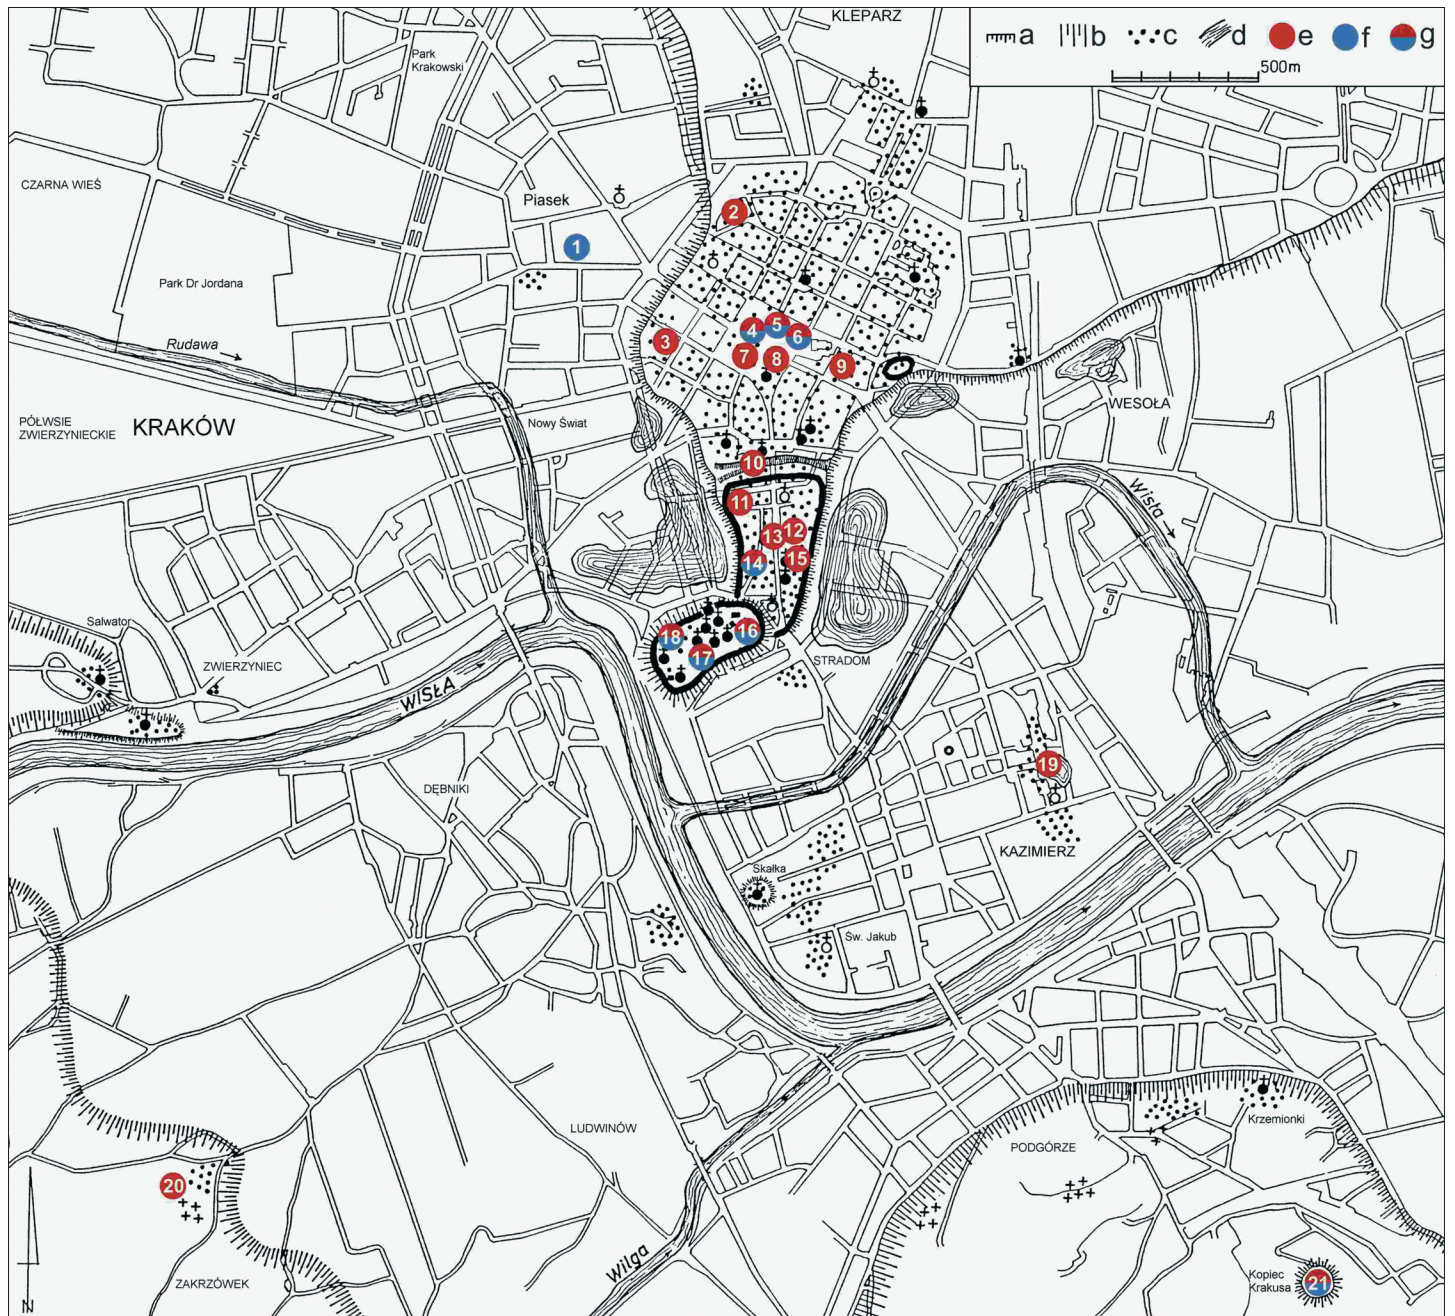 KLEPARZ
a b c d e f g
500m
Park
Krakowski
CZARNA WIEŚ
Piasek
2
1
Park Dr Jordana
Rudawa
3
4
5
6
7
8
9
PÓŁWSIE
ZWIERZYNIECKIE
KRAKÓW
Nowy Świat
WESOŁA
10
11
Wisła
12
13
14
15
Salwator
ZWIERZYNIEC
16
17
18
STRADOM
WISŁA
19
DĘBNIKI
KAZIMIERZ
Skałka
Św. Jakub
LUDWINÓW
PODGÓRZE
Krzemionki
20
Wilga
ZAKRZÓWEK
Kopiec
Krakusa
21
N